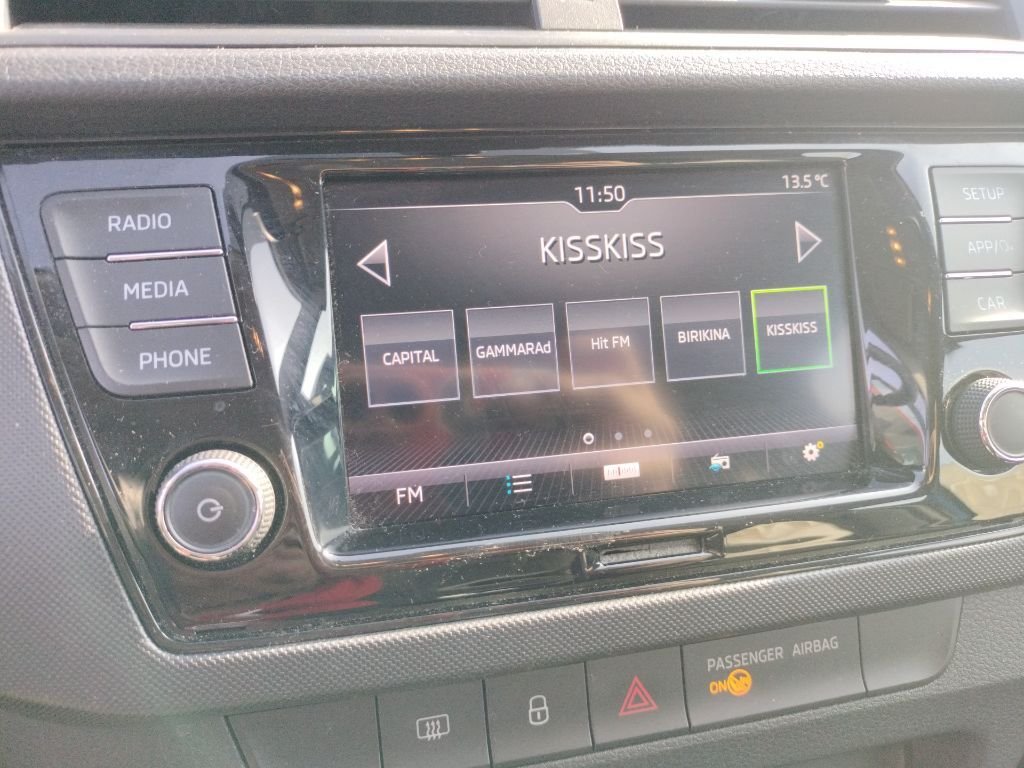 11:50
13.5°C
KISSKISS
CAPITAL
GAMMARAd
Hit FM
BIRIKINA
KISSKISS
FM
RADIO
MEDIA
PHONE
SETUP
APP/
CAR
PASSENGER AIRBAG
ON